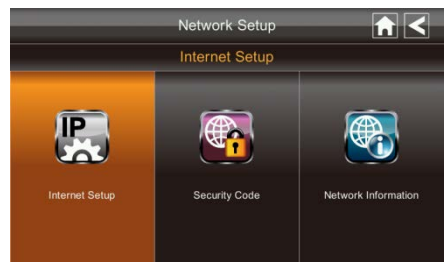 Network Setup
Internet Setup
IP
Internet Setup
Security Code
Network Information